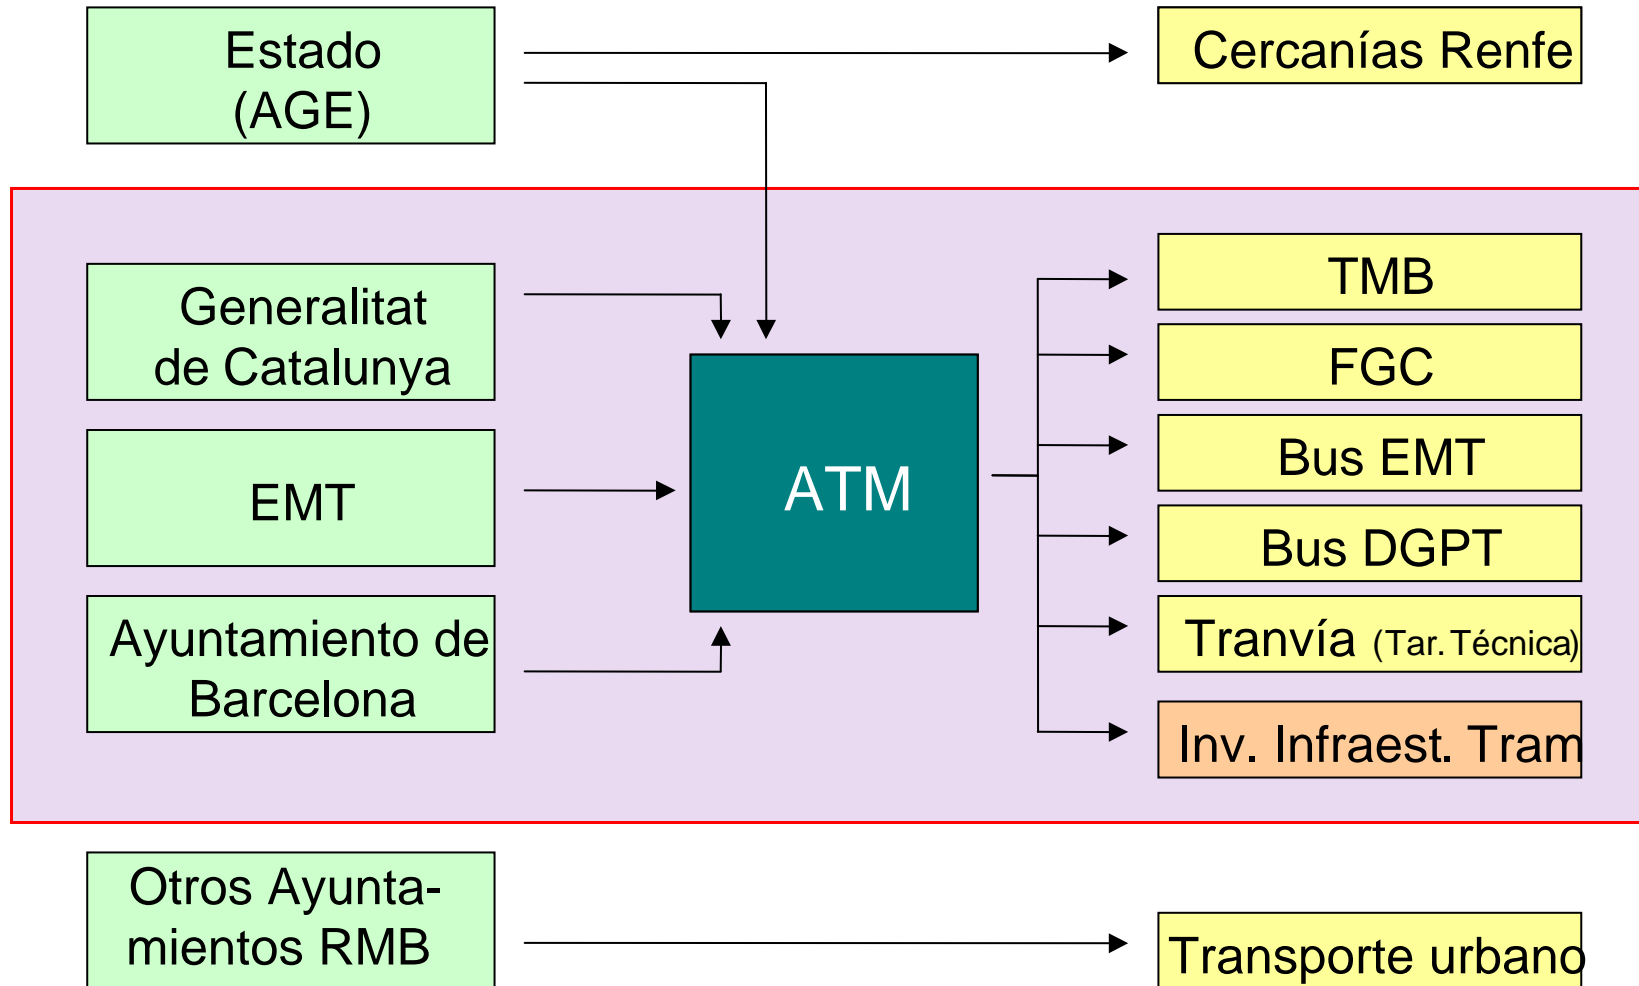 Estado
(AGE)
Cercanías Renfe
Generalitat
de Catalunya
EMT
Ayuntamiento de
Barcelona
ATM
TMB
FGC
Bus EMT
Bus DGPT
Tranvía (Tar. Técnica)
Inv. Infraest. Tram
Otros Ayunta-
mientos RMB
Transporte urbano